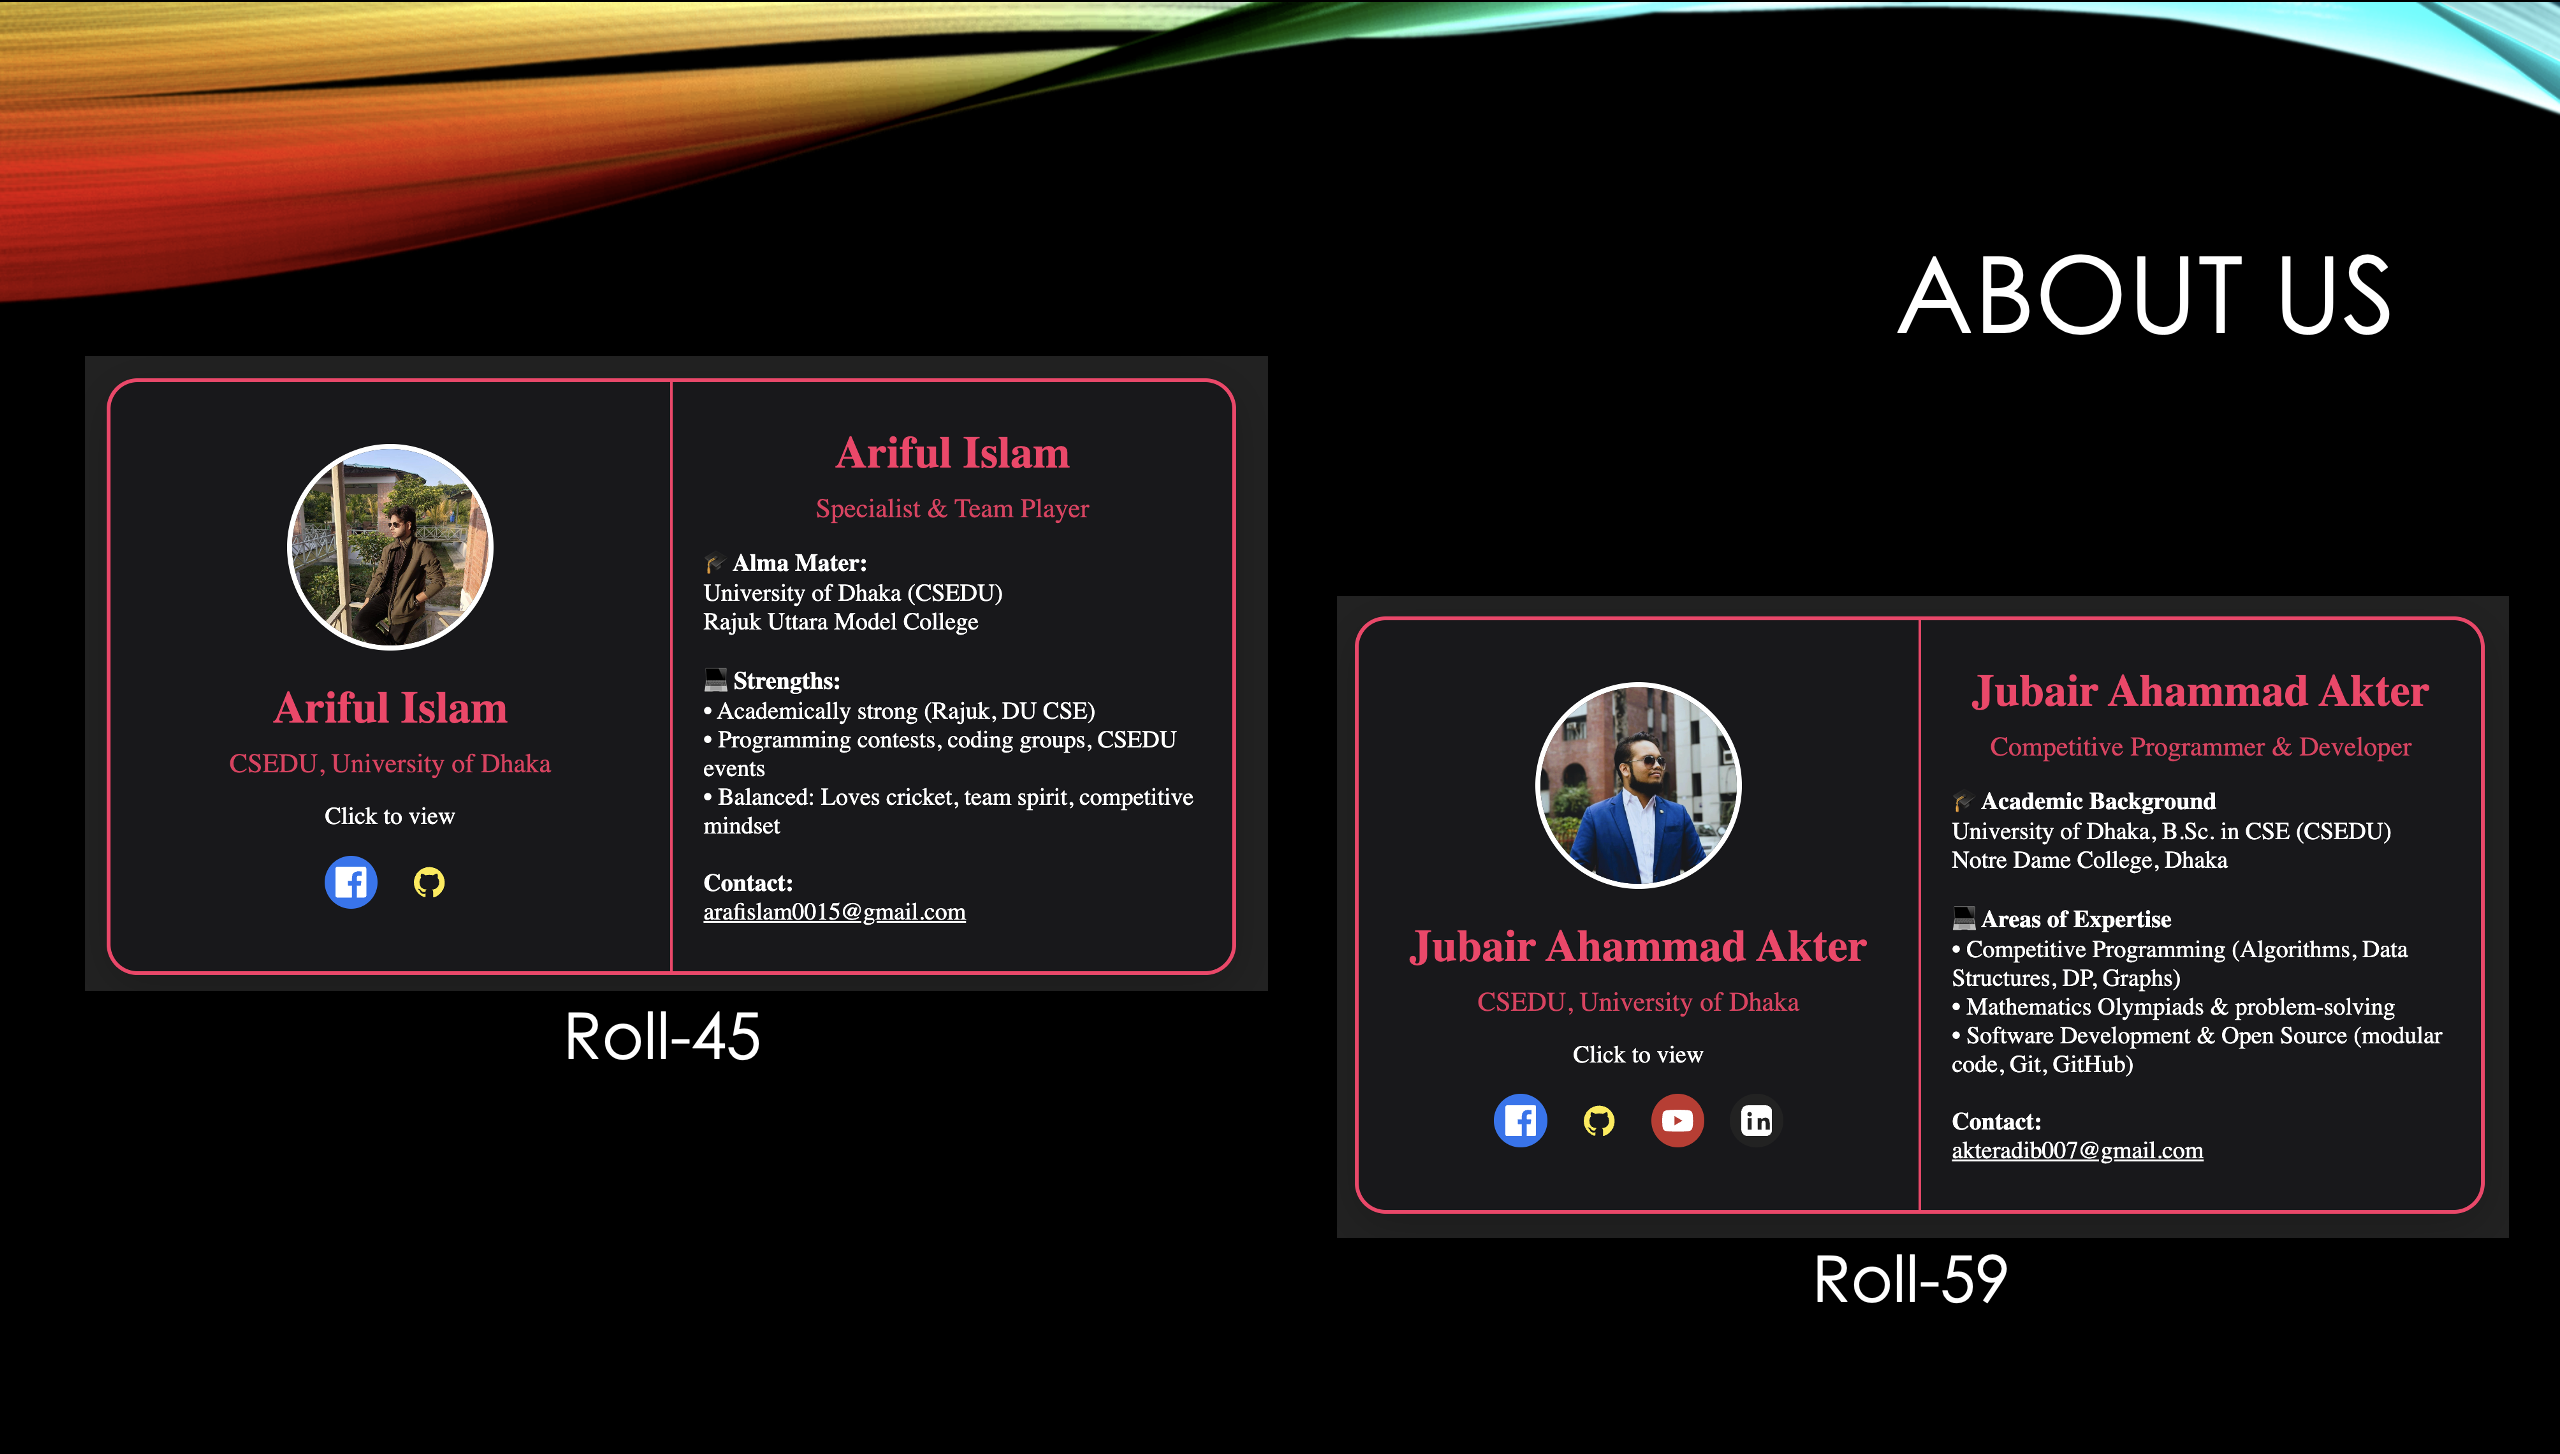 ABOUT US
Ariful Islam
CSEDU, University of Dhaka
Click to view
Ariful Islam
Specialist & Team Player
🎓 Alma Mater:
University of Dhaka (CSEDU)
Rajuk Uttara Model College
💻 Strengths:
• Academically strong (Rajuk, DU CSE)
• Programming contests, coding groups, CSEDU
events
• Balanced: Loves cricket, team spirit, competitive
mindset
Contact:
arafislam0015@gmail.com
Roll-45
Jubair Ahammad Akter
CSEDU, University of Dhaka
Click to view
in
Jubair Ahammad Akter
Competitive Programmer & Developer
🎓 Academic Background
University of Dhaka, B.Sc. in CSE (CSEDU)
Notre Dame College, Dhaka
💻 Areas of Expertise
• Competitive Programming (Algorithms, Data
Structures, DP, Graphs)
• Mathematics Olympiads & problem-solving
• Software Development & Open Source (modular
code, Git, GitHub)
Contact:
akteradib007@gmail.com
Roll-59